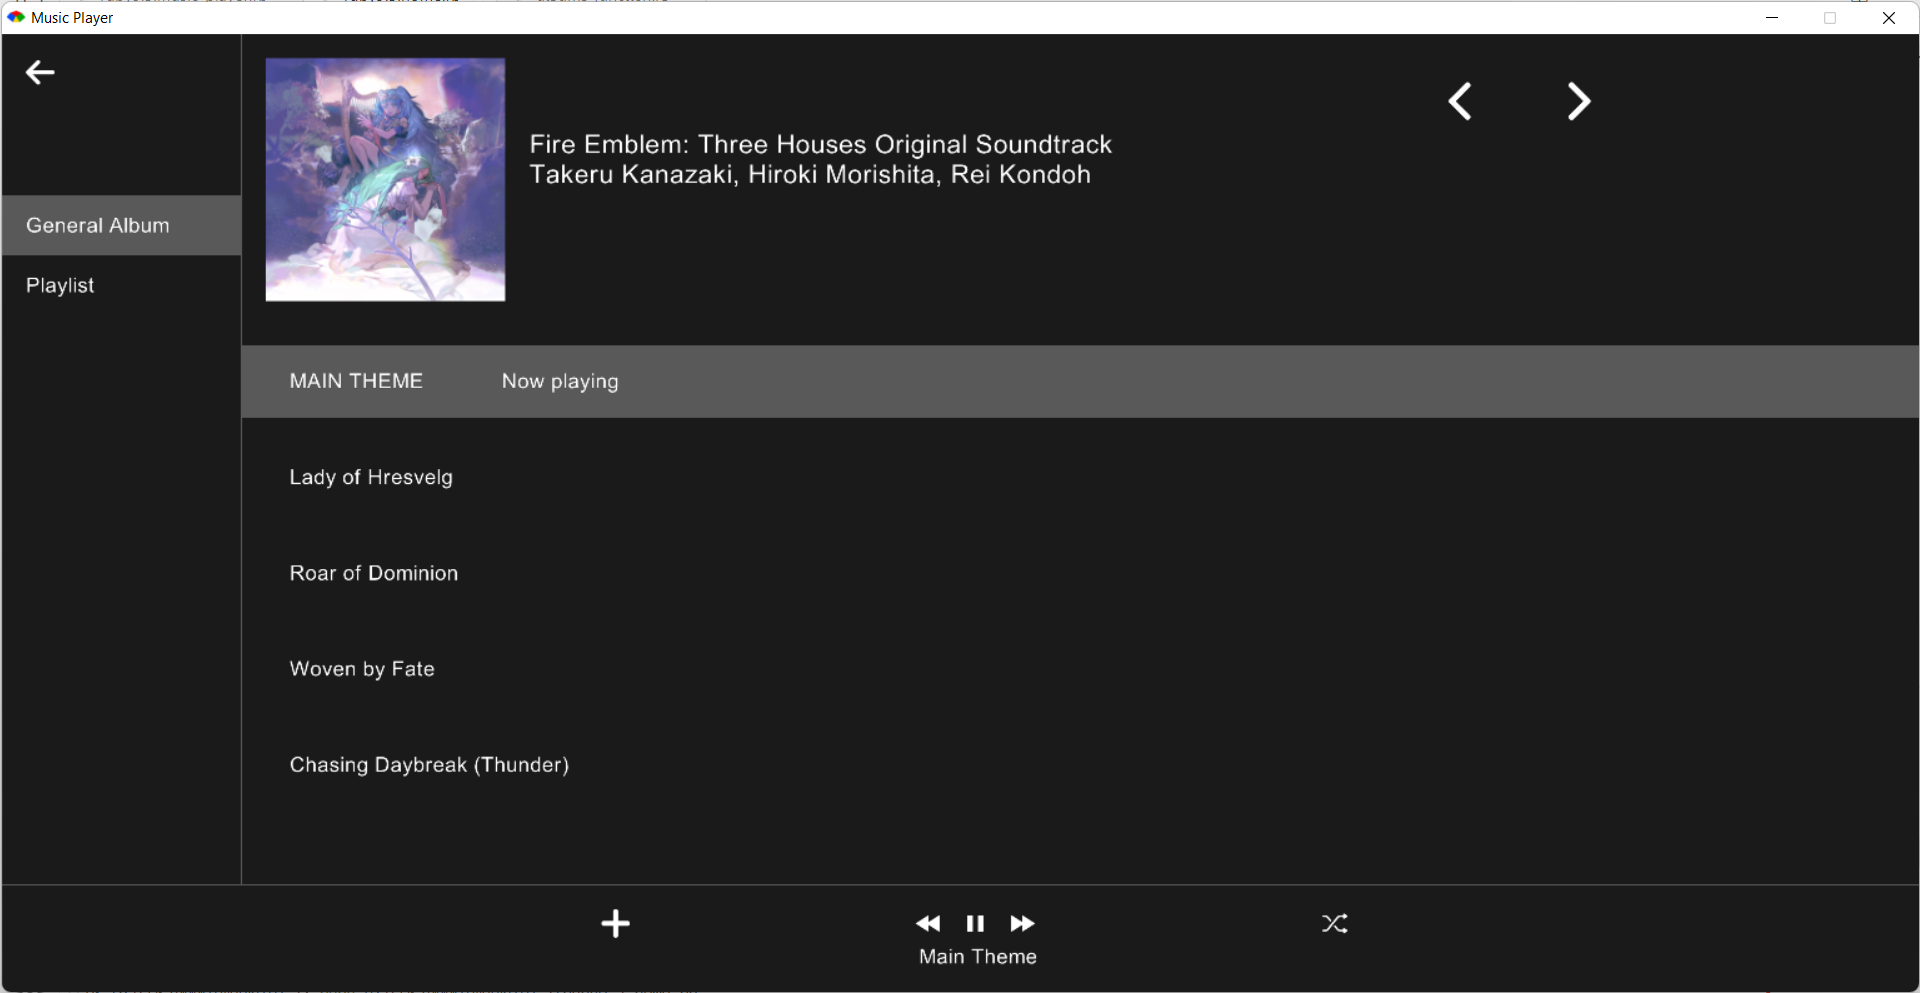 Music Player
General Album
Playlist
Fire Emblem: Three Houses Original Soundtrack
Takeru Kanazaki, Hiroki Morishita, Rei Kondoh
MAIN THEME Now playing
Lady of Hresvelg
Roar of Dominion
Woven by Fate
Chasing Daybreak (Thunder)
Main Theme